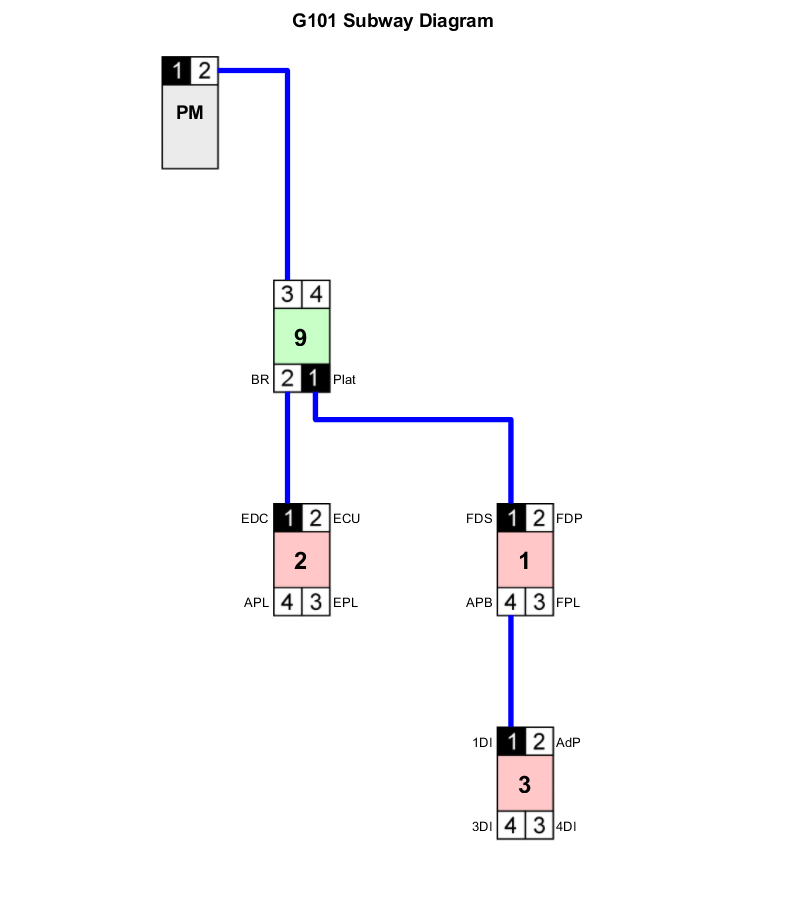 G101 Subway Diagram
1 2
PM
3 4
9
BR 2 1 Plat
EDC 1 2 ECU
FDS 1 2 FDP
2
1
APL 4 3 EPL
APB 4 3 FPL
1DI 1 2 AdP
3
3DI 4 3 4DI